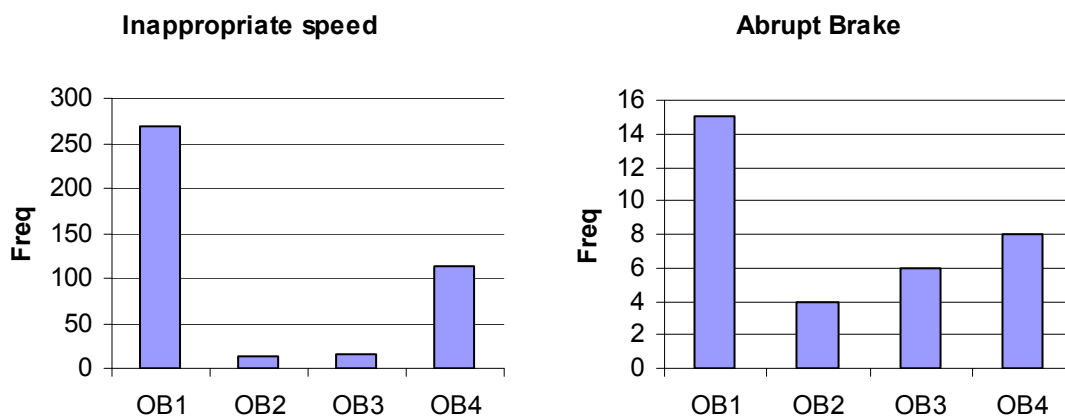 Inappropriate speed
Freq
300
250
200
150
100
50
0
OB1 OB2 OB3 OB4
Abrupt Brake
Freq
16
14
12
10
8
6
4
2
0
OB1 OB2 OB3 OB4